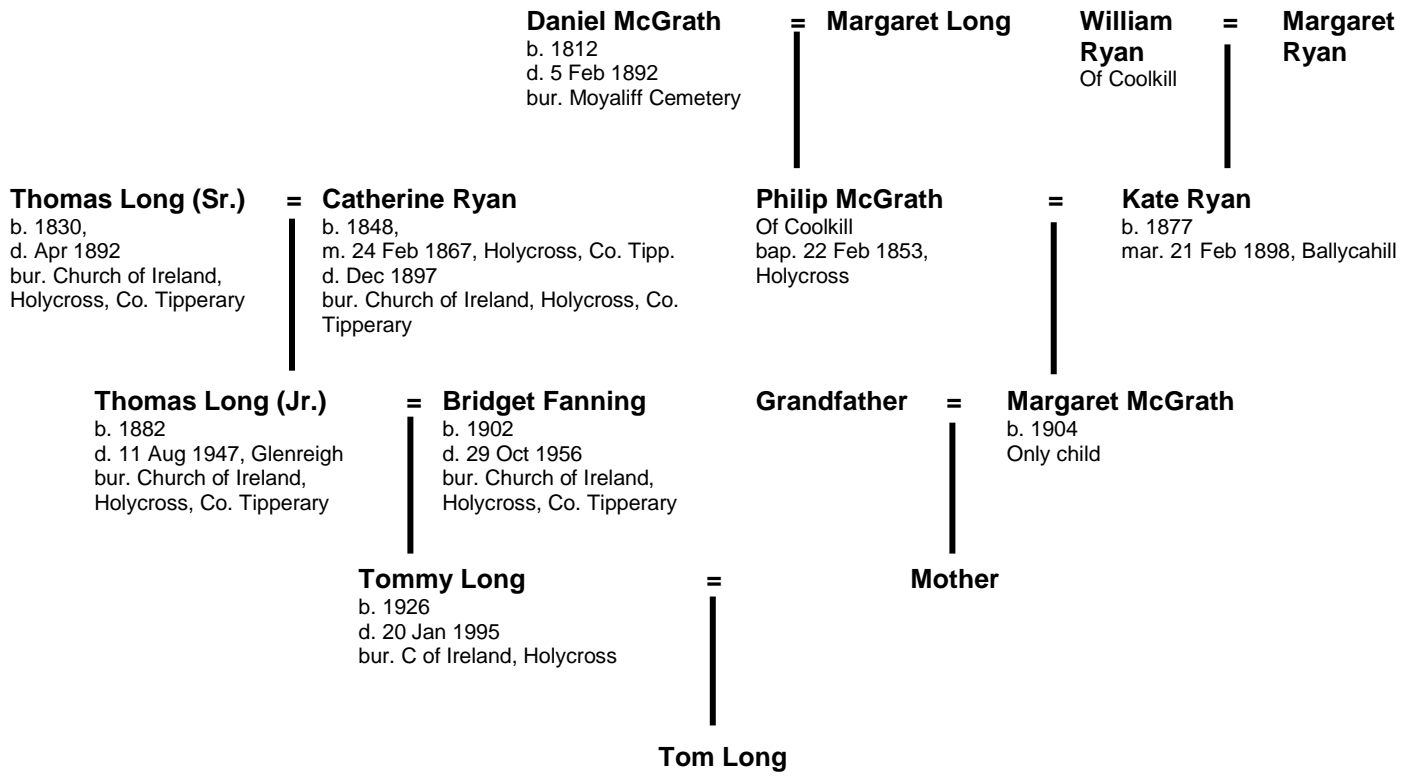 Daniel McGrath = Margaret Long William = Margaret
b. 1812 Ryan Ryan
d. 5 Feb 1892 Of Coolkill
bur. Moyaliff Cemetery
Thomas Long (Sr.) = Catherine Ryan Philip McGrath = Kate Ryan
b. 1830, b. 1848, Of Coolkill b. 1877
d. Apr 1892 m. 24 Feb 1867, Holycross, Co. Tipp. bap. 22 Feb 1853, mar. 21 Feb 1898, Ballycahill
bur. Church of Ireland, d. Dec 1897 Holycross
Holycross, Co. Tipperary bur. Church of Ireland, Holycross, Co.
Tipperary
Thomas Long (Jr.) = Bridget Fanning Grandfather = Margaret McGrath
b. 1882 b. 1902 b. 1904
d. 11 Aug 1947, Glenreigh d. 29 Oct 1956 Only child
bur. Church of Ireland, bur. Church of Ireland,
Holycross, Co. Tipperary Holycross, Co. Tipperary
Tommy Long = Mother
b. 1926
d. 20 Jan 1995
bur. C of Ireland, Holycross
Tom Long